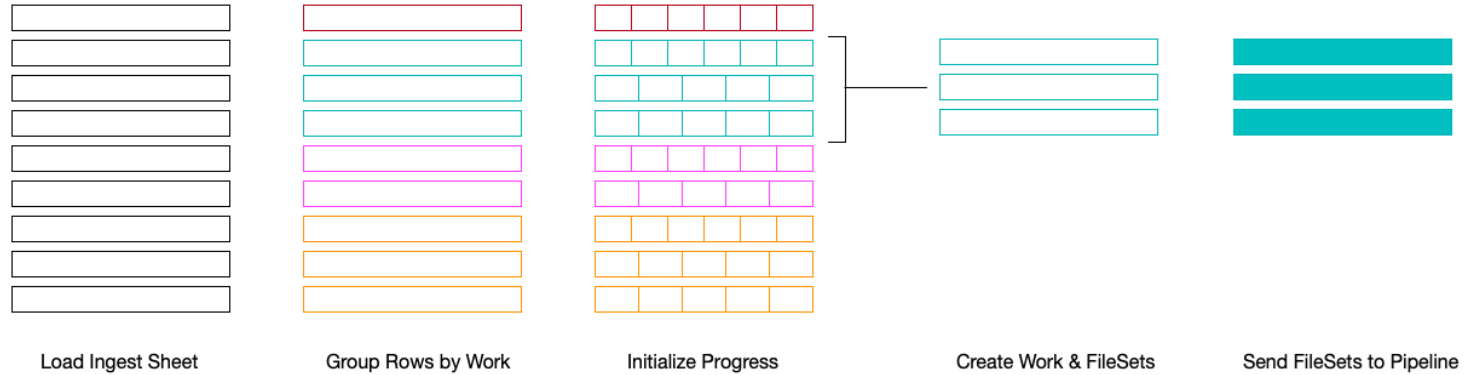 Load Ingest Sheet
Group Rows by Work
Initialize Progress
Create Work & FileSets
Send FileSets to Pipeline